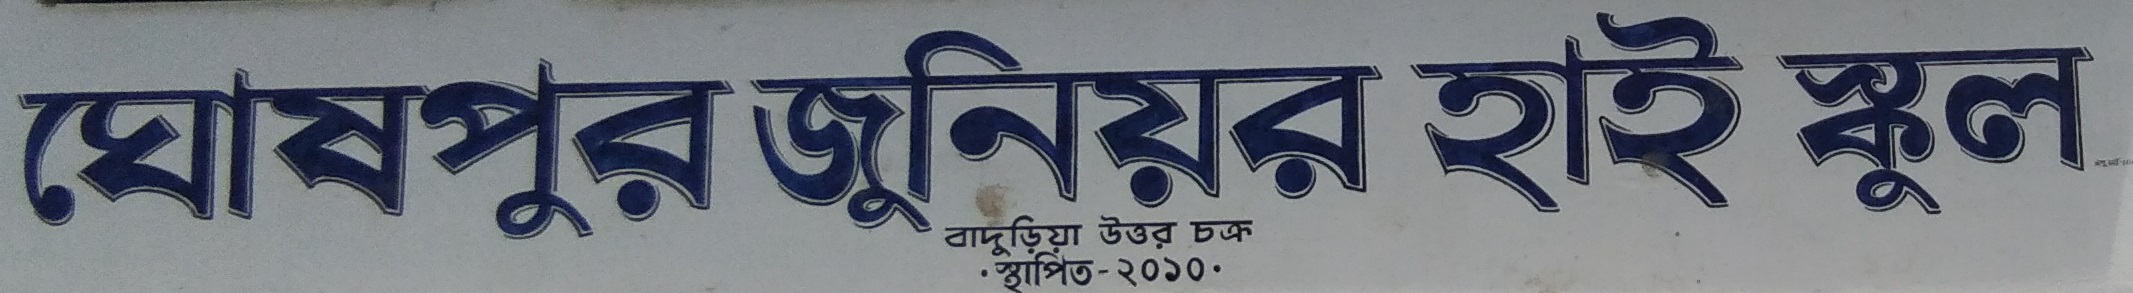 ঘোষপুর জুনিয়র হাই স্কুল
বাদুড়িয়া উত্তর চক্র
·স্থাপিত-২০১০·